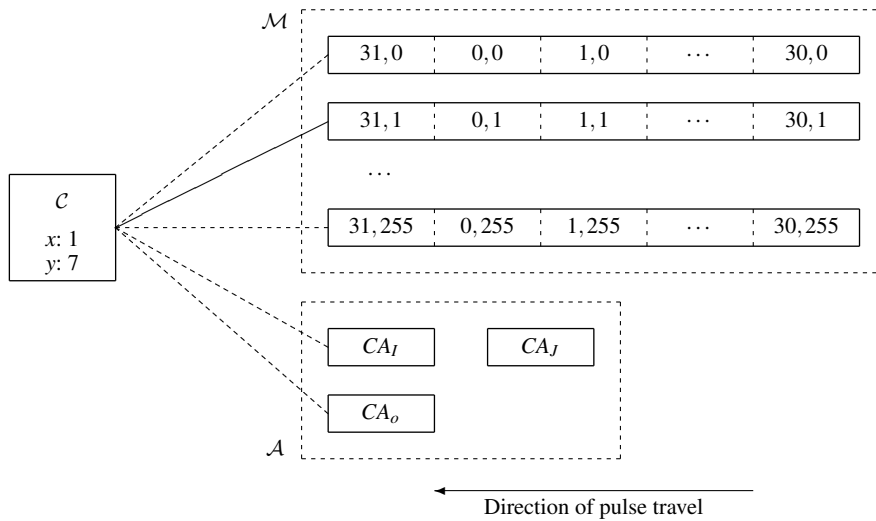 ℳ
31, 0 0, 0 1, 0 ⋯ 30, 0
31, 1 0, 1 1, 1 ⋯ 30, 1
⋯
31, 255 0, 255 1, 255 ⋯ 30, 255
𝒞
x: 1
y: 7
CA_I CA_J
CA_o
𝒜
Direction of pulse travel